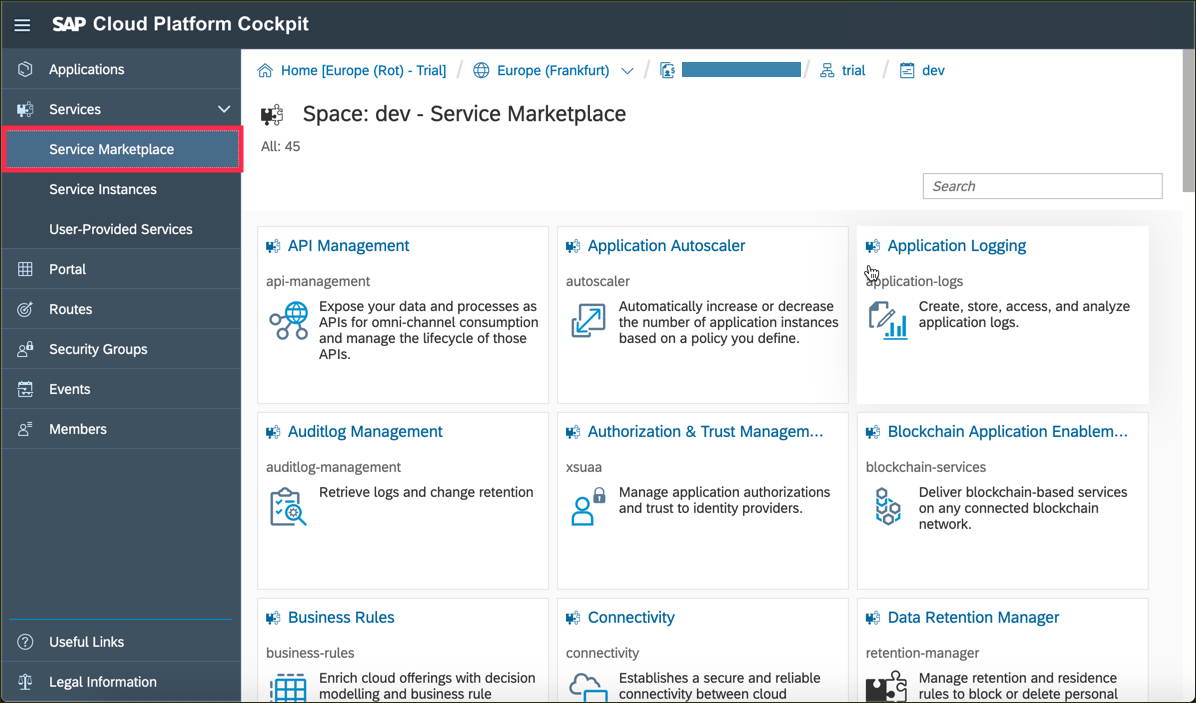 SAP Cloud Platform Cockpit
Applications
Services
Service Marketplace
Service Instances
User-Provided Services
Portal
Routes
Security Groups
Events
Members
Useful Links
Legal Information
Home [Europe (Rot) - Trial] / Europe (Frankfurt) / / trial / dev
Space: dev - Service Marketplace
All: 45
Search
API Management
api-management
Expose your data and processes as
APIs for omni-channel consumption
and manage the lifecycle of those
APIs.
Application Autoscaler
autoscaler
Automatically increase or decrease
the number of application instances
based on a policy you define.
Application Logging
application-logs
Create, store, access, and analyze
application logs.
Auditlog Management
auditlog-management
Retrieve logs and change retention
Authorization & Trust Managem...
xsuaa
Manage application authorizations
and trust to identity providers.
Blockchain Application Enablem...
blockchain-services
Deliver blockchain-based services
on any connected blockchain
network.
Business Rules
business-rules
Enrich cloud offerings with decision
modelling and business rule
Connectivity
connectivity
Establishes a secure and reliable
connectivity between cloud
Data Retention Manager
retention-manager
Manage retention and residence
rules to block or delete personal